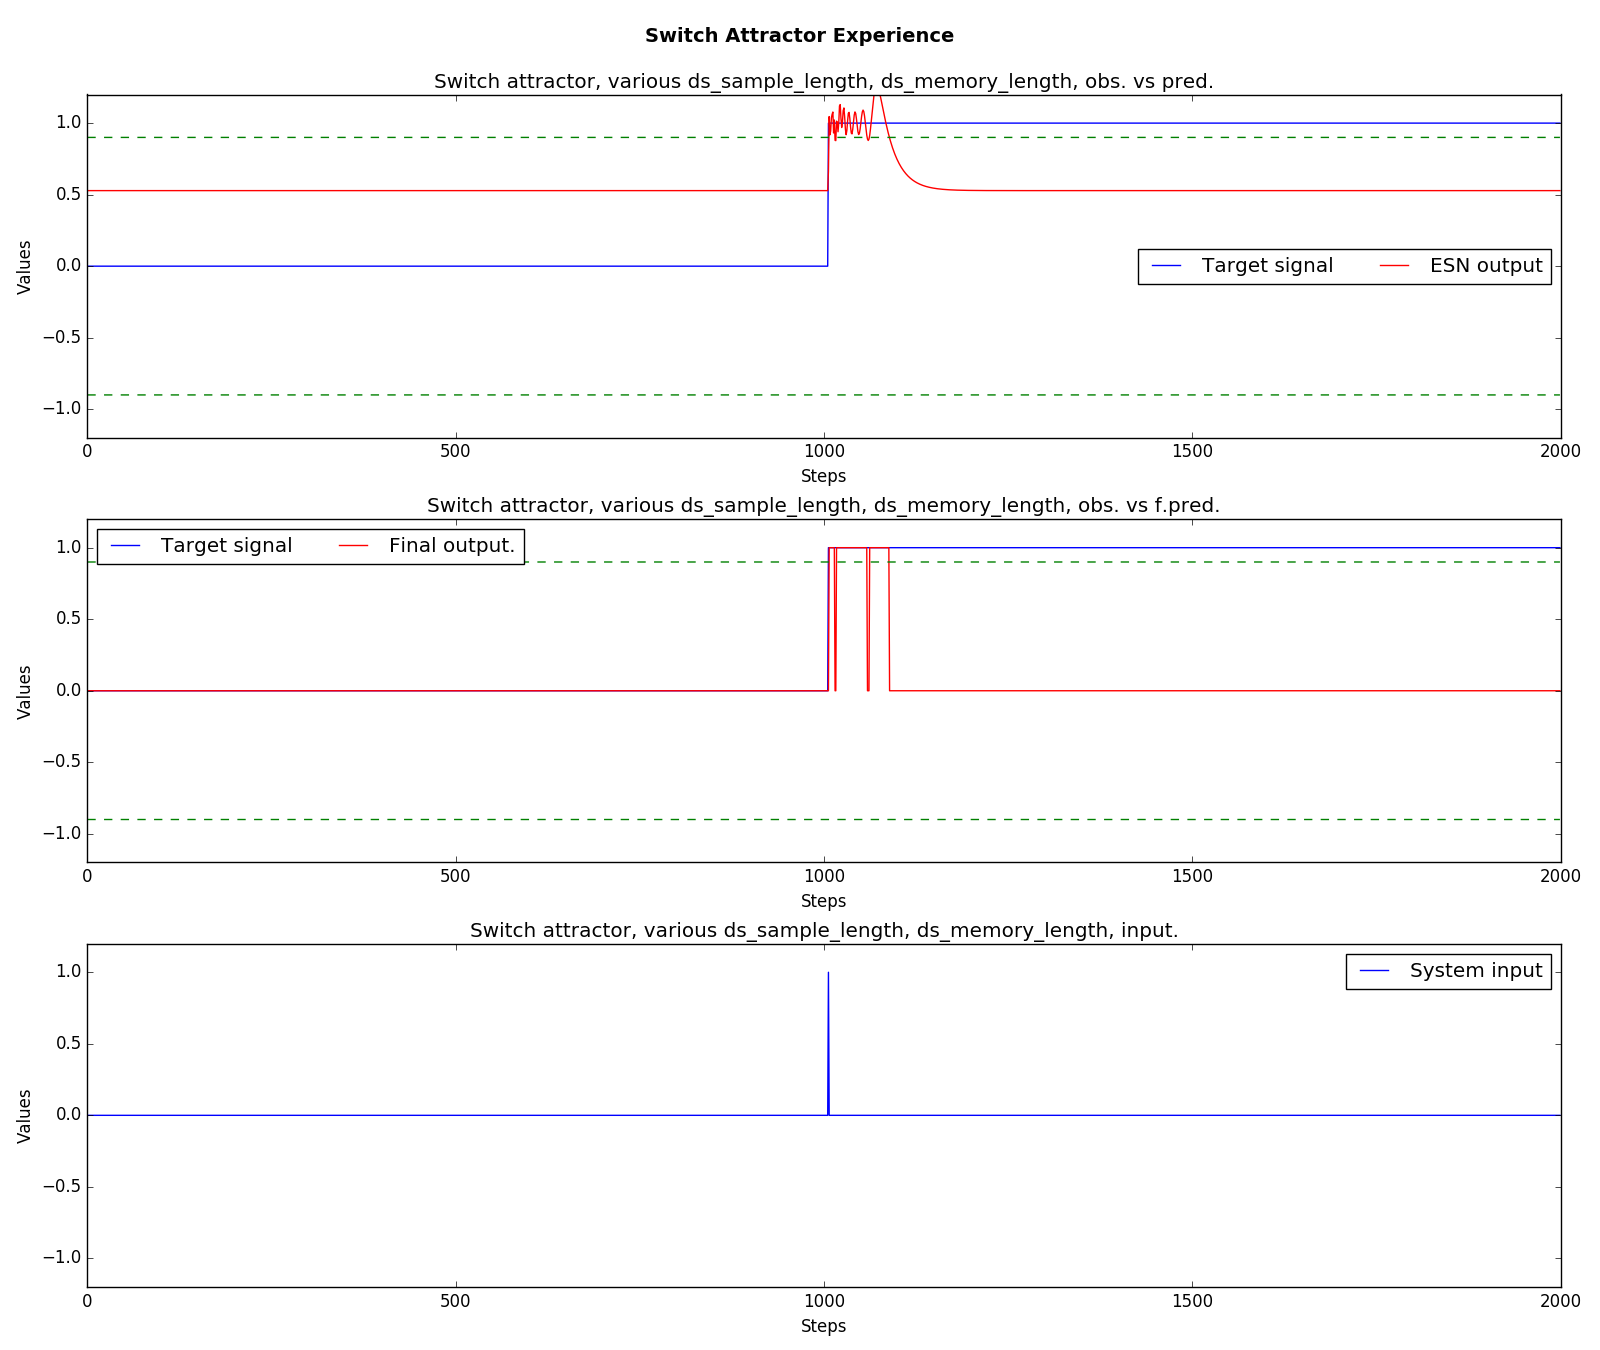 Switch Attractor Experience
Switch attractor, various ds_sample_length, ds_memory_length, obs. vs pred.
1.0
0.5
0.0
−0.5
−1.0
Values
Target signal ESN output
0 500 1000 1500 2000
Steps
Switch attractor, various ds_sample_length, ds_memory_length, obs. vs f.pred.
Target signal Final output.
1.0
0.5
0.0
−0.5
−1.0
Values
0 500 1000 1500 2000
Steps
Switch attractor, various ds_sample_length, ds_memory_length, input.
System input
1.0
0.5
0.0
−0.5
−1.0
Values
0 500 1000 1500 2000
Steps